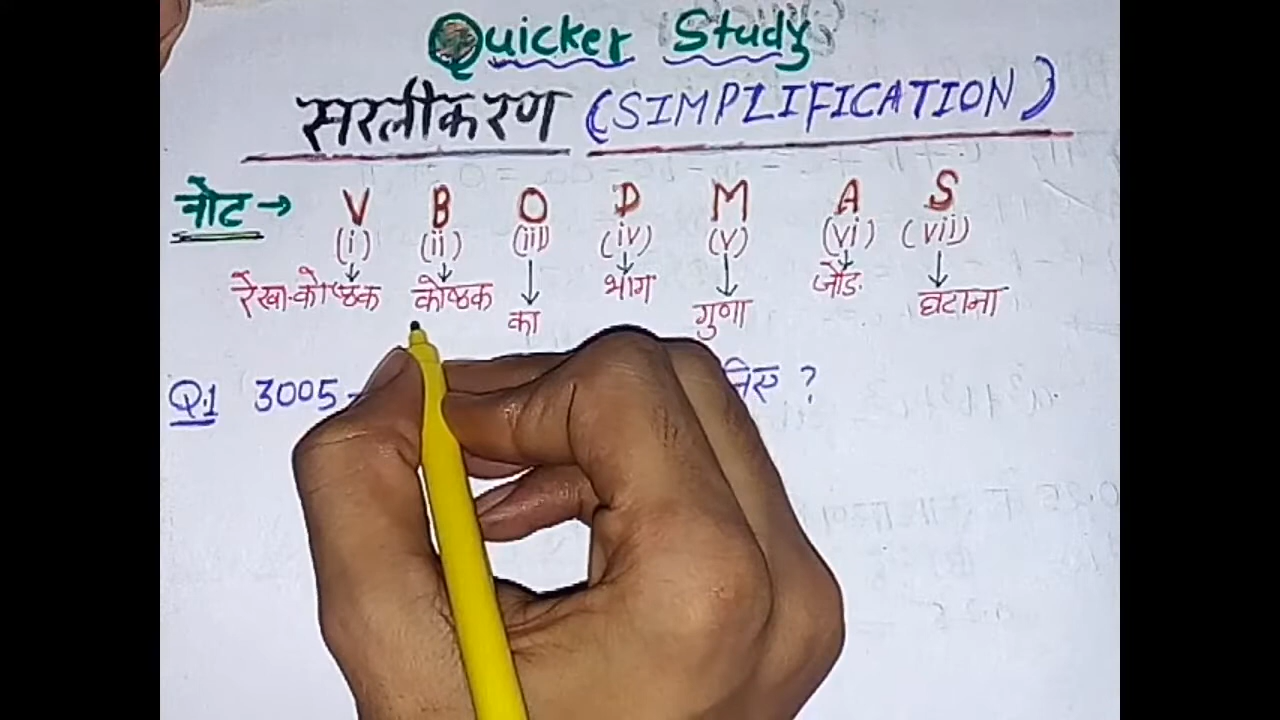 Quicker Study
सरलीकरण (SIMPLIFICATION)
नोट→ V B O D M A S
(i) (ii) (iii) (iv) (v) (vi) (vii)
रेखा-कोष्ठक कोष्ठक का भाग गुणा जोड घटाना
Q.1 3005 - ?